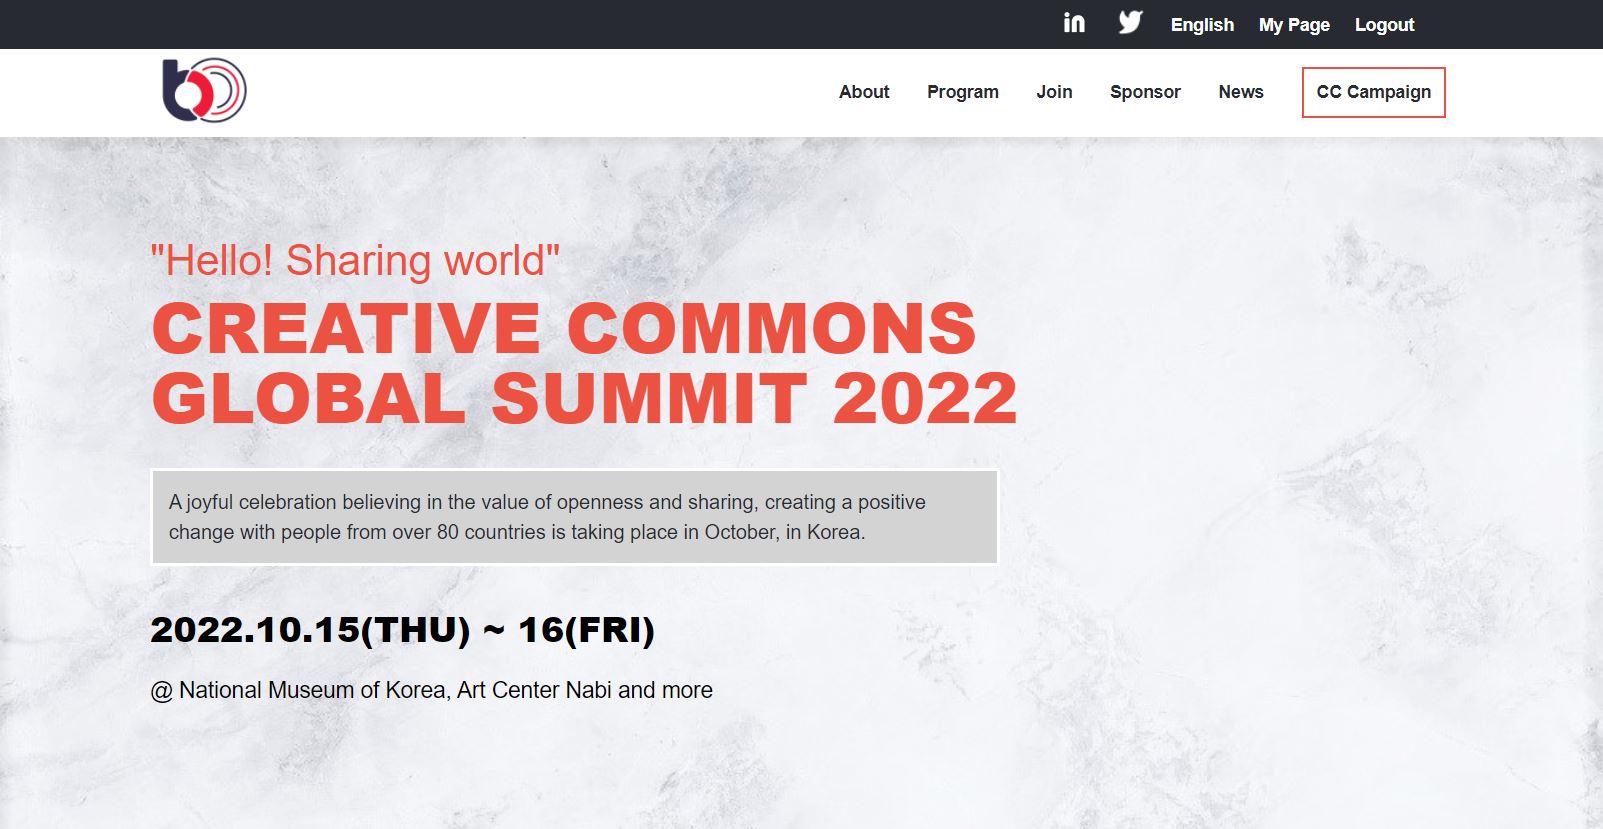 English My Page Logout
About Program Join Sponsor News CC Campaign
"Hello! Sharing world"
CREATIVE COMMONS
GLOBAL SUMMIT 2022
A joyful celebration believing in the value of openness and sharing, creating a positive
change with people from over 80 countries is taking place in October, in Korea.
2022.10.15(THU) ~ 16(FRI)
@ National Museum of Korea, Art Center Nabi and more